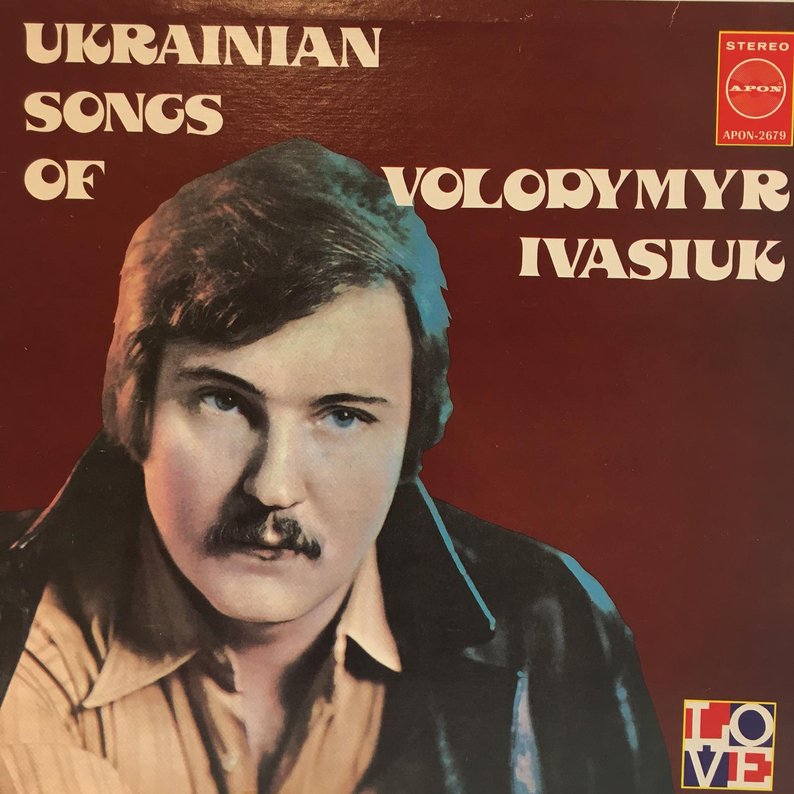 UKRAINIAN
SONGS
OF
VOLODYMYR
IVASIUK
STEREO
APON
APON-2679
LO
VE